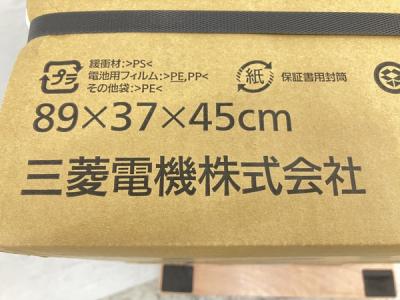 プラ
緩衝材:>PS<
電池用フィルム:>PE,PP<
その他袋:>PE<
紙
保証書用封筒
89×37×45cm
三菱電機株式会社